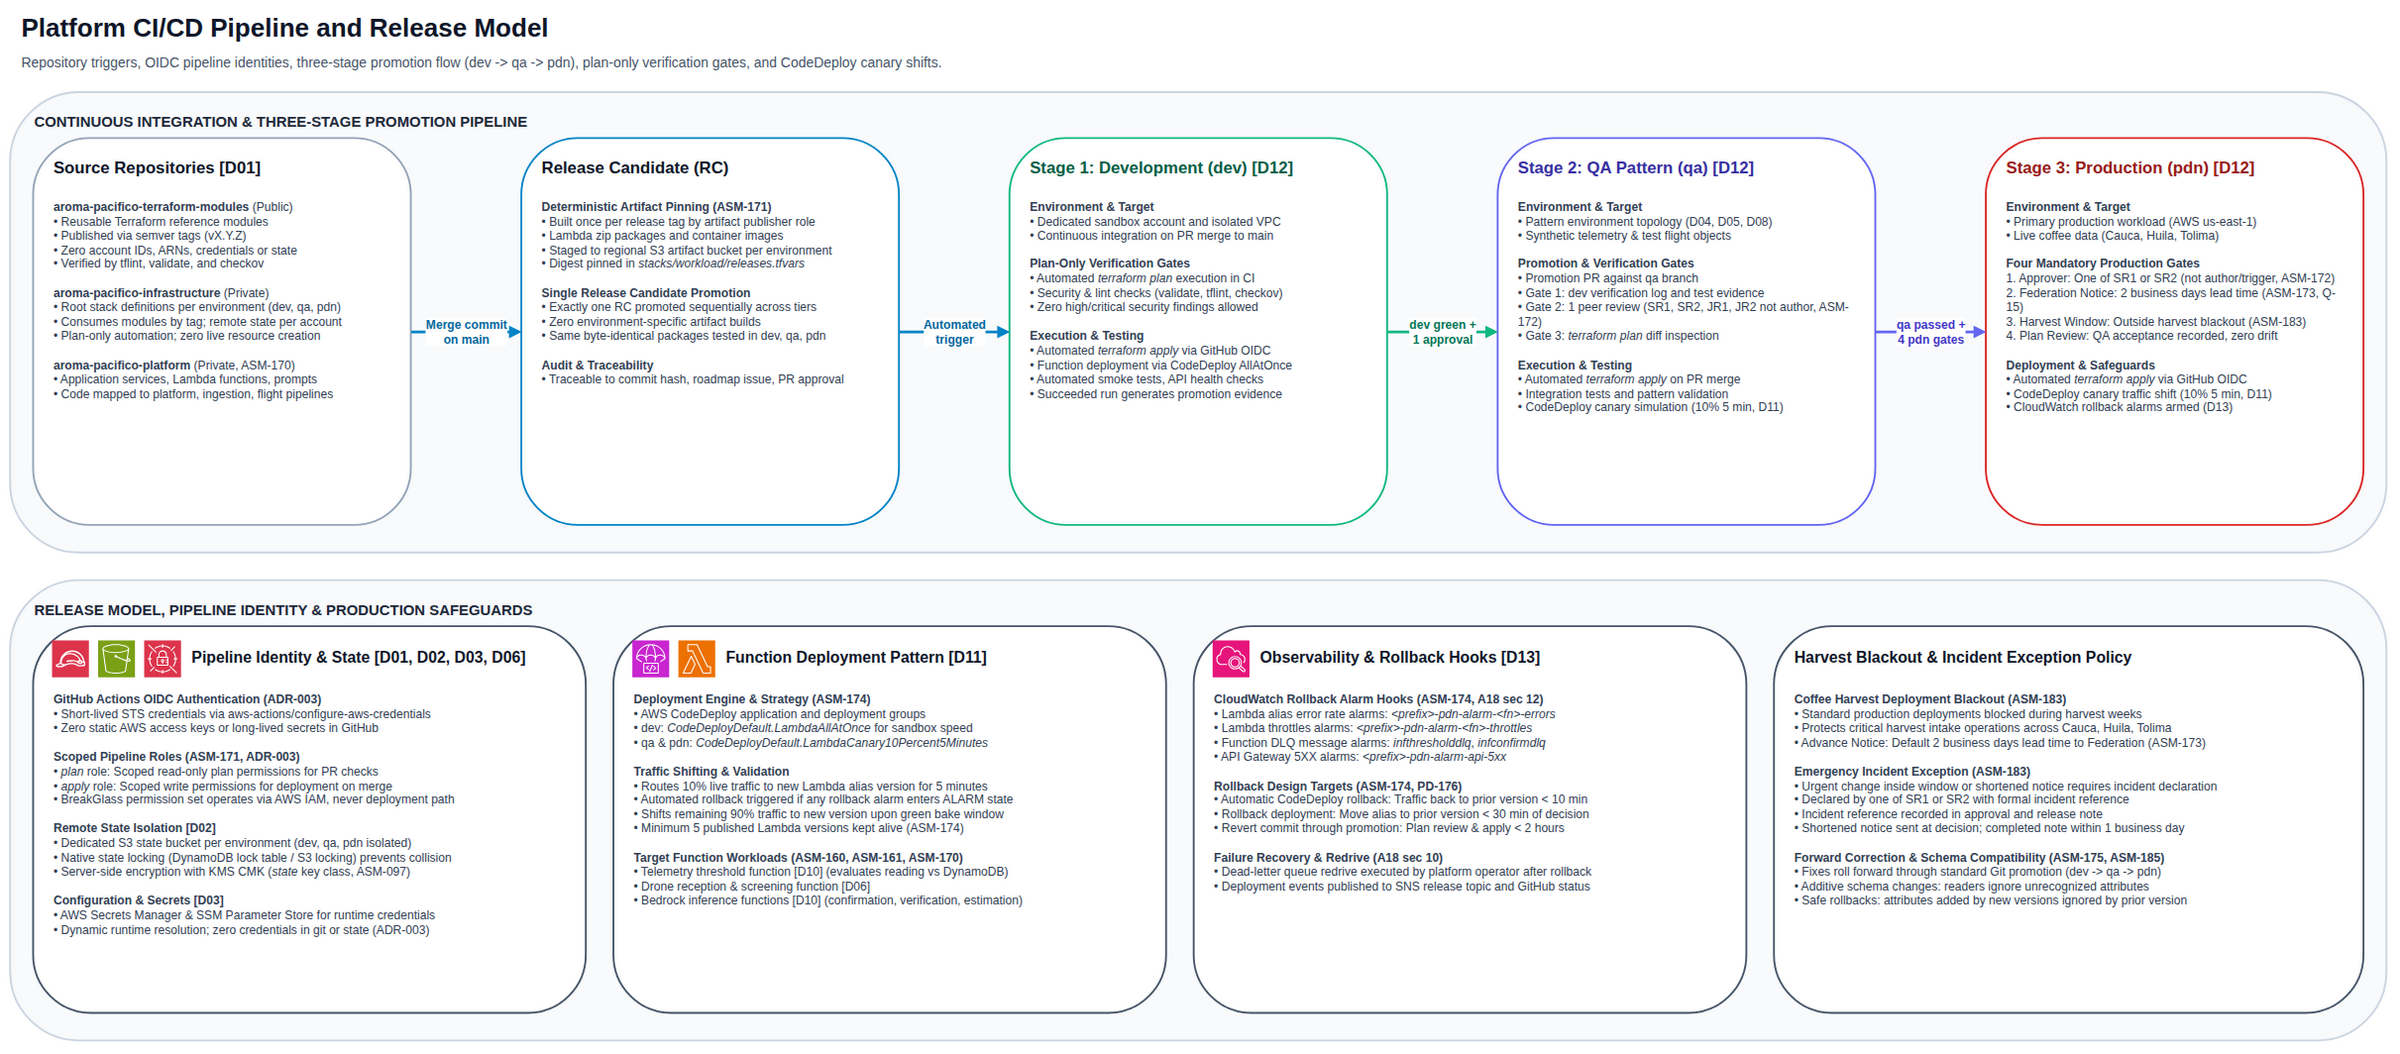 Platform CI/CD Pipeline and Release Model
Repository triggers, OIDC pipeline identities, three-stage promotion flow (dev -> qa -> pdn), plan-only verification gates, and CodeDeploy canary shifts.
CONTINUOUS INTEGRATION & THREE-STAGE PROMOTION PIPELINE
Source Repositories [D01]
aroma-pacifico-terraform-modules (Public)
• Reusable Terraform reference modules
• Published via semver tags (vX.Y.Z)
• Zero account IDs, ARNs, credentials or state
• Verified by tflint, validate, and checkov
aroma-pacifico-infrastructure (Private)
• Root stack definitions per environment (dev, qa, pdn)
• Consumes modules by tag; remote state per account
• Plan-only automation; zero live resource creation
aroma-pacifico-platform (Private, ASM-170)
• Application services, Lambda functions, prompts
• Code mapped to platform, ingestion, flight pipelines
Merge commit
on main
Release Candidate (RC)
Deterministic Artifact Pinning (ASM-171)
• Built once per release tag by artifact publisher role
• Lambda zip packages and container images
• Staged to regional S3 artifact bucket per environment
• Digest pinned in stacks/workload/releases.tfvars
Single Release Candidate Promotion
• Exactly one RC promoted sequentially across tiers
• Zero environment-specific artifact builds
• Same byte-identical packages tested in dev, qa, pdn
Audit & Traceability
• Traceable to commit hash, roadmap issue, PR approval
Automated
trigger
Stage 1: Development (dev) [D12]
Environment & Target
• Dedicated sandbox account and isolated VPC
• Continuous integration on PR merge to main
Plan-Only Verification Gates
• Automated terraform plan execution in CI
• Security & lint checks (validate, tflint, checkov)
• Zero high/critical security findings allowed
Execution & Testing
• Automated terraform apply via GitHub OIDC
• Function deployment via CodeDeploy AllAtOnce
• Automated smoke tests, API health checks
• Succeeded run generates promotion evidence
dev green +
1 approval
Stage 2: QA Pattern (qa) [D12]
Environment & Target
• Pattern environment topology (D04, D05, D08)
• Synthetic telemetry & test flight objects
Promotion & Verification Gates
• Promotion PR against qa branch
• Gate 1: dev verification log and test evidence
• Gate 2: 1 peer review (SR1, SR2, JR1, JR2 not author, ASM-
172)
• Gate 3: terraform plan diff inspection
Execution & Testing
• Automated terraform apply on PR merge
• Integration tests and pattern validation
• CodeDeploy canary simulation (10% 5 min, D11)
qa passed +
4 pdn gates
Stage 3: Production (pdn) [D12]
Environment & Target
• Primary production workload (AWS us-east-1)
• Live coffee data (Cauca, Huila, Tolima)
Four Mandatory Production Gates
1. Approver: One of SR1 or SR2 (not author/trigger, ASM-172)
2. Federation Notice: 2 business days lead time (ASM-173, Q-
15)
3. Harvest Window: Outside harvest blackout (ASM-183)
4. Plan Review: QA acceptance recorded, zero drift
Deployment & Safeguards
• Automated terraform apply via GitHub OIDC
• CodeDeploy canary traffic shift (10% 5 min, D11)
• CloudWatch rollback alarms armed (D13)
RELEASE MODEL, PIPELINE IDENTITY & PRODUCTION SAFEGUARDS
Pipeline Identity & State [D01, D02, D03, D06]
GitHub Actions OIDC Authentication (ADR-003)
• Short-lived STS credentials via aws-actions/configure-aws-credentials
• Zero static AWS access keys or long-lived secrets in GitHub
Scoped Pipeline Roles (ASM-171, ADR-003)
• plan role: Scoped read-only plan permissions for PR checks
• apply role: Scoped write permissions for deployment on merge
• BreakGlass permission set operates via AWS IAM, never deployment path
Remote State Isolation [D02]
• Dedicated S3 state bucket per environment (dev, qa, pdn isolated)
• Native state locking (DynamoDB lock table / S3 locking) prevents collision
• Server-side encryption with KMS CMK (state key class, ASM-097)
Configuration & Secrets [D03]
• AWS Secrets Manager & SSM Parameter Store for runtime credentials
• Dynamic runtime resolution; zero credentials in git or state (ADR-003)
Function Deployment Pattern [D11]
Deployment Engine & Strategy (ASM-174)
• AWS CodeDeploy application and deployment groups
• dev: CodeDeployDefault.LambdaAllAtOnce for sandbox speed
• qa & pdn: CodeDeployDefault.LambdaCanary10Percent5Minutes
Traffic Shifting & Validation
• Routes 10% live traffic to new Lambda alias version for 5 minutes
• Automated rollback triggered if any rollback alarm enters ALARM state
• Shifts remaining 90% traffic to new version upon green bake window
• Minimum 5 published Lambda versions kept alive (ASM-174)
Target Function Workloads (ASM-160, ASM-161, ASM-170)
• Telemetry threshold function [D10] (evaluates reading vs DynamoDB)
• Drone reception & screening function [D06]
• Bedrock inference functions [D10] (confirmation, verification, estimation)
Observability & Rollback Hooks [D13]
CloudWatch Rollback Alarm Hooks (ASM-174, A18 sec 12)
• Lambda alias error rate alarms: <prefix>-pdn-alarm-<fn>-errors
• Lambda throttles alarms: <prefix>-pdn-alarm-<fn>-throttles
• Function DLQ message alarms: infthresholddlq, infconfirmdlq
• API Gateway 5XX alarms: <prefix>-pdn-alarm-api-5xx
Rollback Design Targets (ASM-174, PD-176)
• Automatic CodeDeploy rollback: Traffic back to prior version < 10 min
• Rollback deployment: Move alias to prior version < 30 min of decision
• Revert commit through promotion: Plan review & apply < 2 hours
Failure Recovery & Redrive (A18 sec 10)
• Dead-letter queue redrive executed by platform operator after rollback
• Deployment events published to SNS release topic and GitHub status
Harvest Blackout & Incident Exception Policy
Coffee Harvest Deployment Blackout (ASM-183)
• Standard production deployments blocked during harvest weeks
• Protects critical harvest intake operations across Cauca, Huila, Tolima
• Advance Notice: Default 2 business days lead time to Federation (ASM-173)
Emergency Incident Exception (ASM-183)
• Urgent change inside window or shortened notice requires incident declaration
• Declared by one of SR1 or SR2 with formal incident reference
• Incident reference recorded in approval and release note
• Shortened notice sent at decision; completed note within 1 business day
Forward Correction & Schema Compatibility (ASM-175, ASM-185)
• Fixes roll forward through standard Git promotion (dev -> qa -> pdn)
• Additive schema changes: readers ignore unrecognized attributes
• Safe rollbacks: attributes added by new versions ignored by prior version